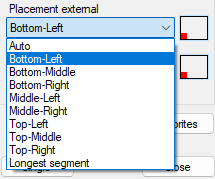 Placement external
Bottom-Left
Auto
Bottom-Left
Bottom-Middle
Bottom-Right
Middle-Left
Middle-Right
Top-Left
Top-Middle
Top-Right
Longest segment